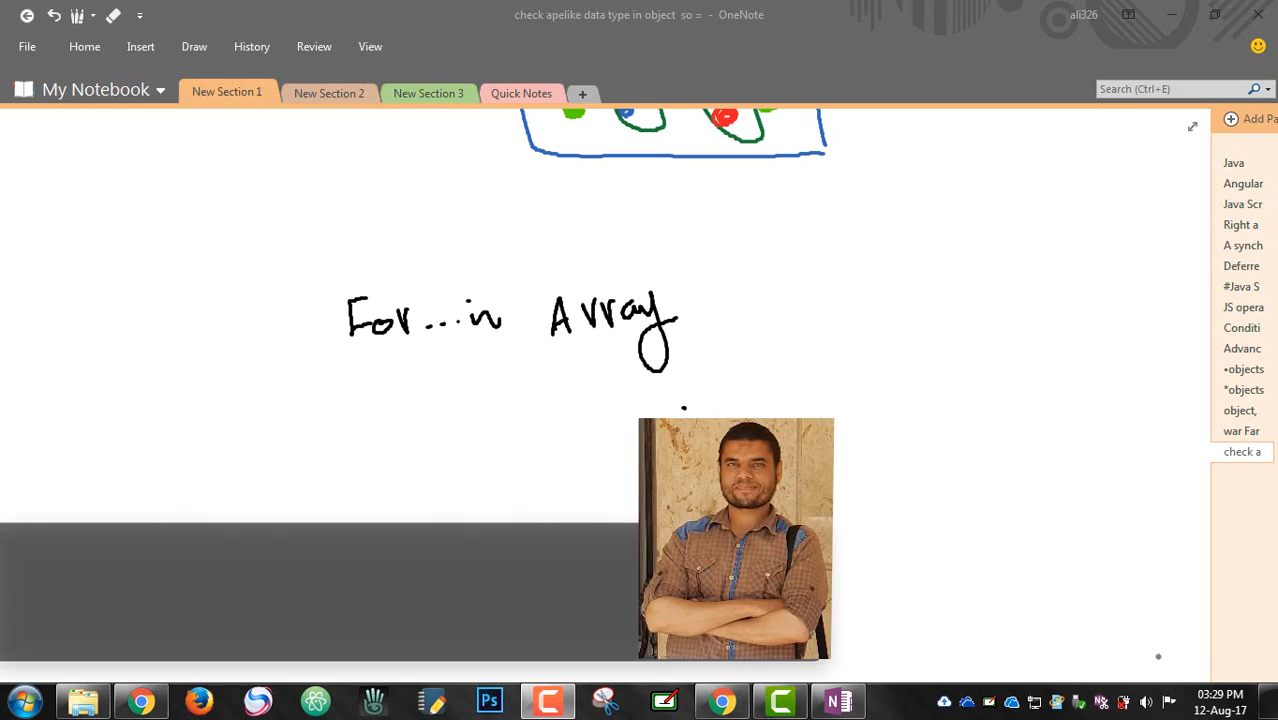 check apelike data type in object so = - OneNote
ali326
File Home Insert Draw History Review View
My Notebook
New Section 1
New Section 2
New Section 3
Quick Notes
Search (Ctrl+E)
Add Pa
Java
Angular
Java Scr
Right a
A synch
Deferre
#Java S
JS opera
Conditi
Advanc
•objects
*objects
object,
war Far
check a
For...in Array
Ps
03:29 PM
12-Aug-17